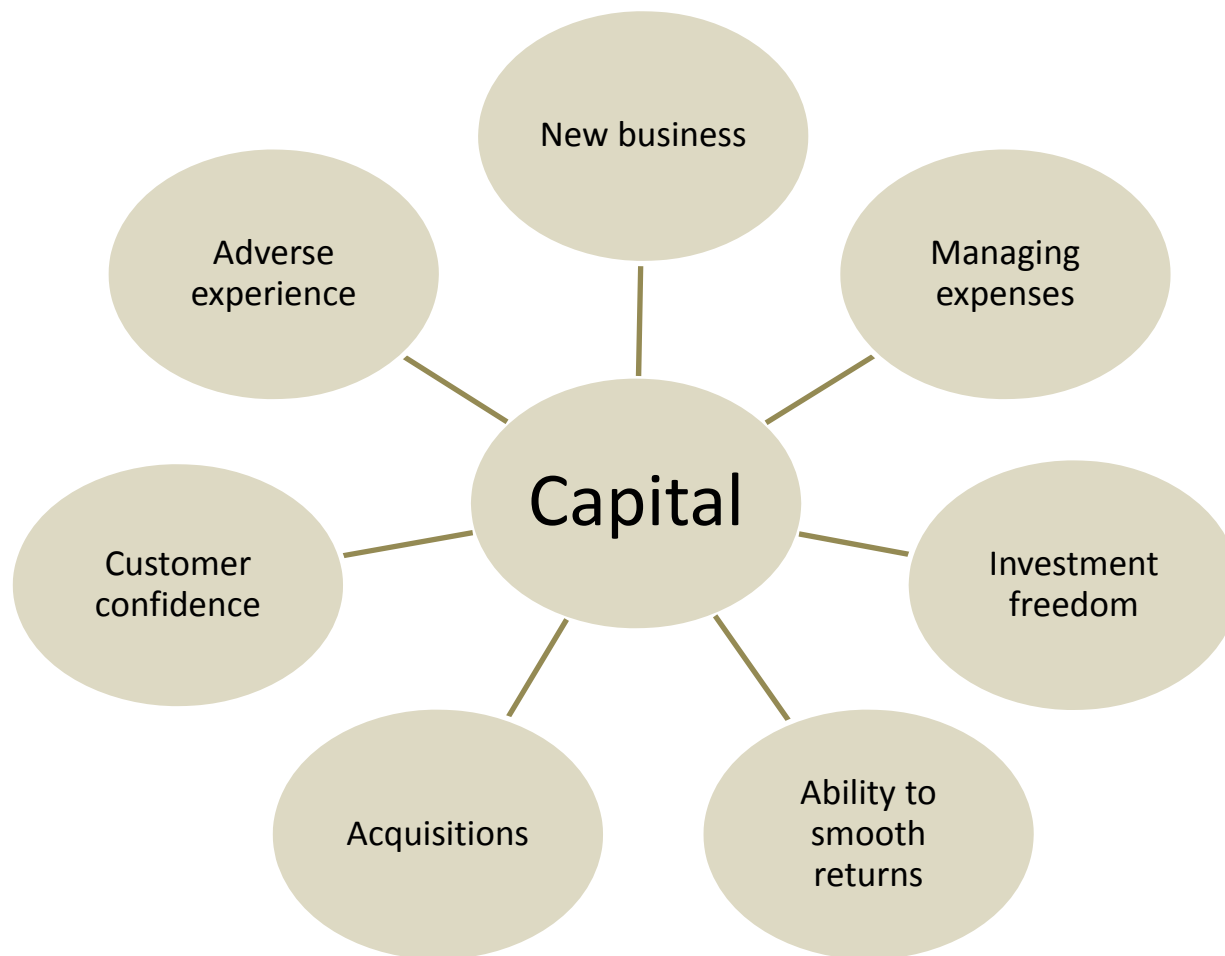 New business
Adverse
experience
Managing
expenses
Capital
Customer
confidence
Investment
freedom
Acquisitions
Ability to
smooth
returns